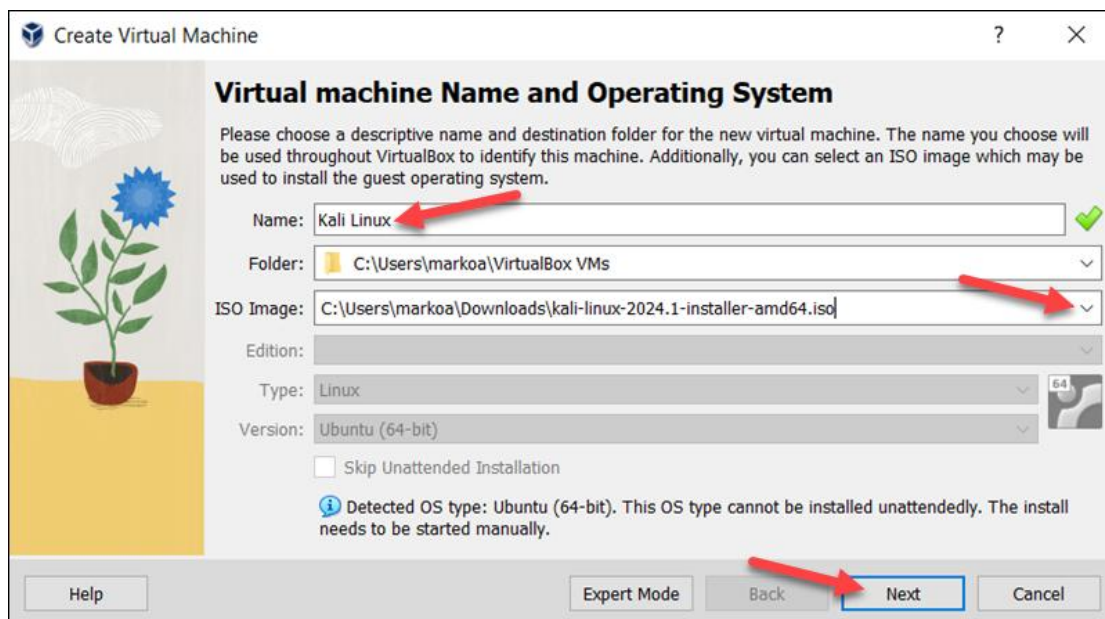 Create Virtual Machine
?
Virtual machine Name and Operating System
Please choose a descriptive name and destination folder for the new virtual machine. The name you choose will
be used throughout VirtualBox to identify this machine. Additionally, you can select an ISO image which may be
used to install the guest operating system.
Name: Kali Linux
Folder: C:\Users\markoa\VirtualBox VMs
ISO Image: C:\Users\markoa\Downloads\kali-linux-2024.1-installer-amd64.iso
Edition:
Type: Linux
64
Version: Ubuntu (64-bit)
Skip Unattended Installation
Detected OS type: Ubuntu (64-bit). This OS type cannot be installed unattendedly. The install
needs to be started manually.
Help Expert Mode Back Next Cancel